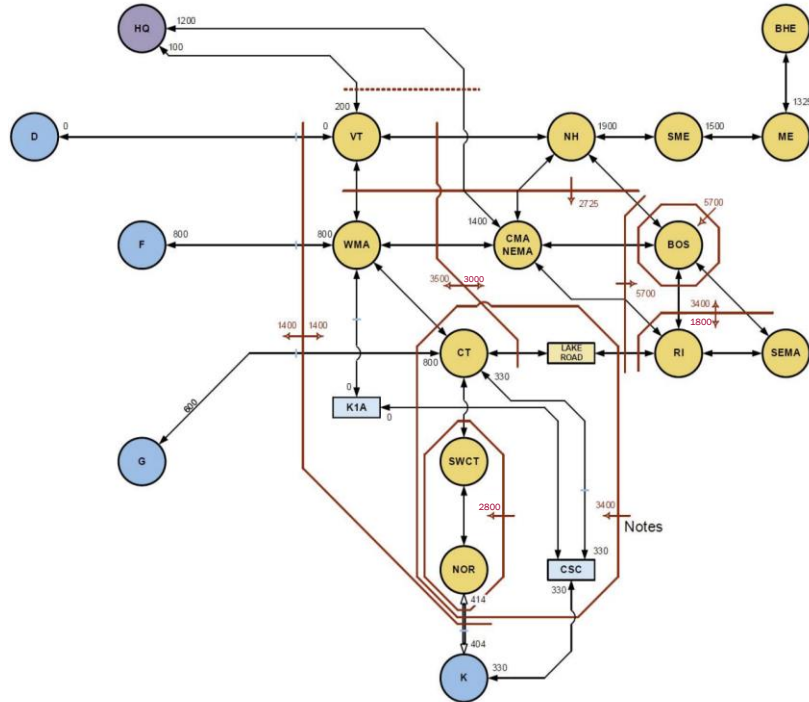 HQ
1200
100
BHE
1325
200
D
0
0
VT
NH
1900
SME
1500
ME
2725
5700
1400
F
800
800
WMA
CMA
NEMA
BOS
3500
3000
5700
3400
1800
1400
1400
CT
800
330
LAKE
ROAD
RI
SEMA
0
K1A
0
600
G
SWCT
2800
3400
Notes
NOR
330
CSC
330
414
404
K
330